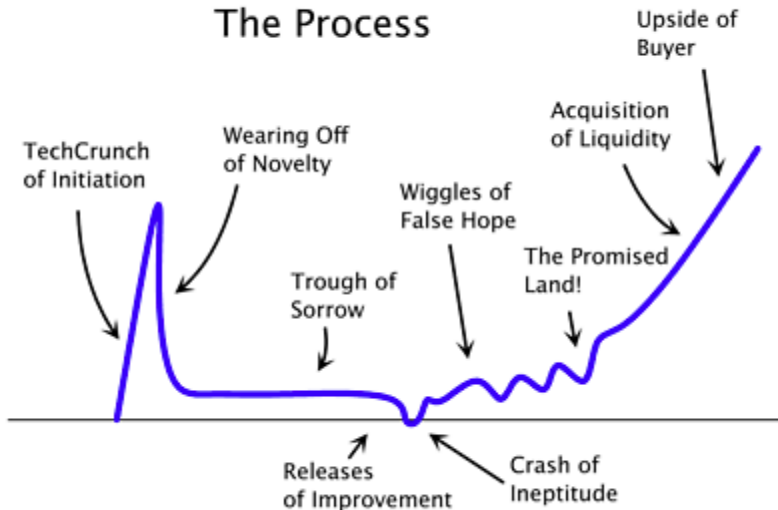 The Process
Upside of
Buyer
TechCrunch
of Initiation
Wearing Off
of Novelty
Acquisition
of Liquidity
Wiggles of
False Hope
The Promised
Land!
Trough of
Sorrow
Releases
of Improvement
Crash of
Ineptitude